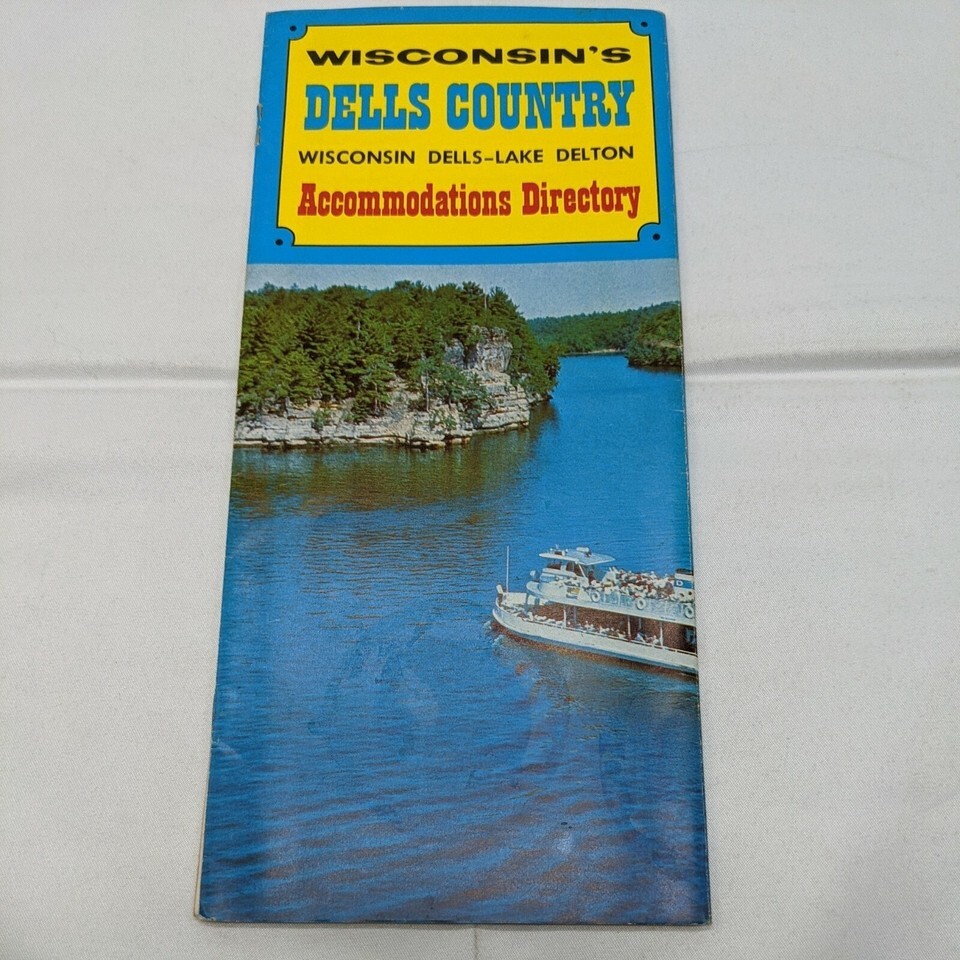 WISCONSIN'S
DELLS COUNTRY
WISCONSIN DELLS-LAKE DELTON
Accommodations Directory